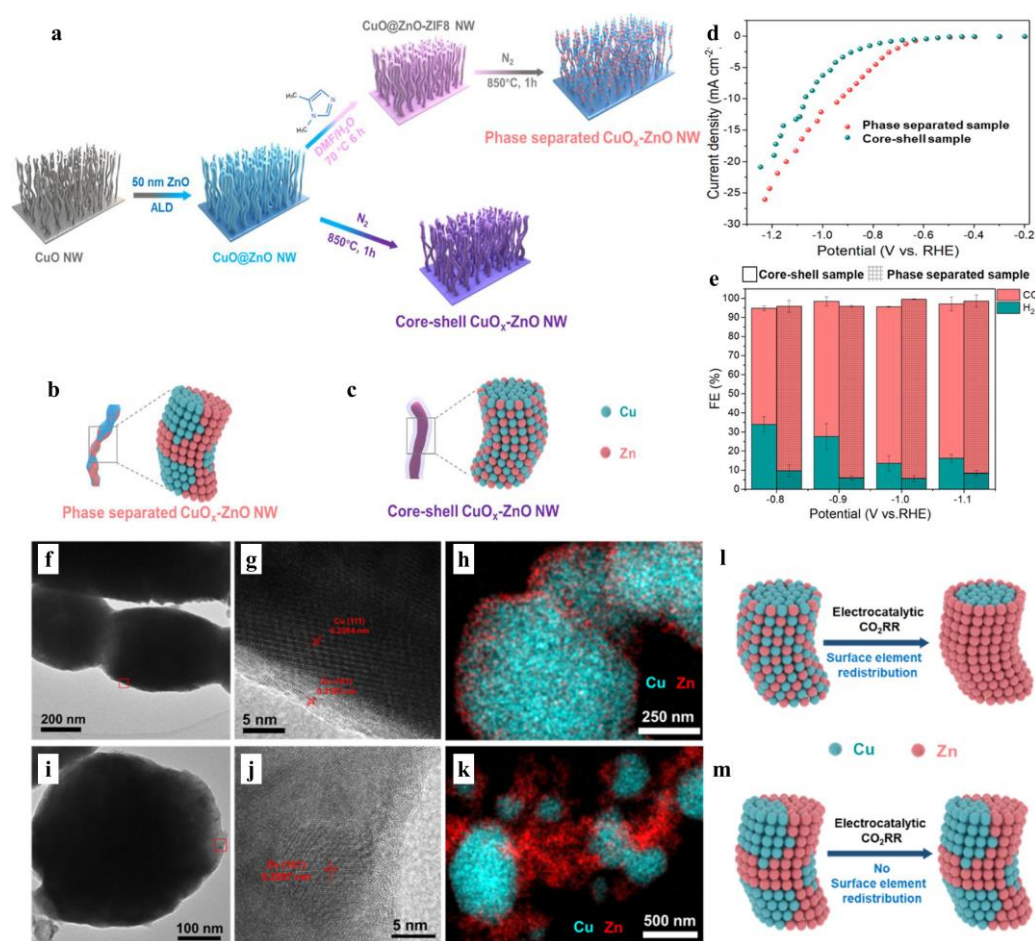 a
CuO@ZnO-ZIF8 NW
N₂
850°C, 1h
H₃C
N
N
CH₃
DMF/H₂O
70 °C 6 h
Phase separated CuOₓ-ZnO NW
50 nm ZnO
ALD
CuO NW
CuO@ZnO NW
N₂
850°C, 1h
Core-shell CuOₓ-ZnO NW
b
Phase separated CuOₓ-ZnO NW
c
Core-shell CuOₓ-ZnO NW
Cu
Zn
d
Current density (mA cm⁻²)
0
-5
-10
-15
-20
-25
-30
Phase separated sample
Core-shell sample
-1.2
-1.0
-0.8
-0.6
-0.4
-0.2
Potential (V vs. RHE)
e
Core-shell sample
Phase separated sample
H₂
FE (%)
100
90
80
70
60
50
40
30
20
10
0
-0.8
-0.9
-1.0
-1.1
Potential (V vs.RHE)
f
200 nm
g
Cu (111)
5 nm
h
Cu Zn
250 nm
i
100 nm
j
5 nm
k
Cu Zn
500 nm
l
Electrocatalytic
CO₂RR
Surface element
redistribution
Cu
Zn
m
Electrocatalytic
CO₂RR
No
Surface element
redistribution